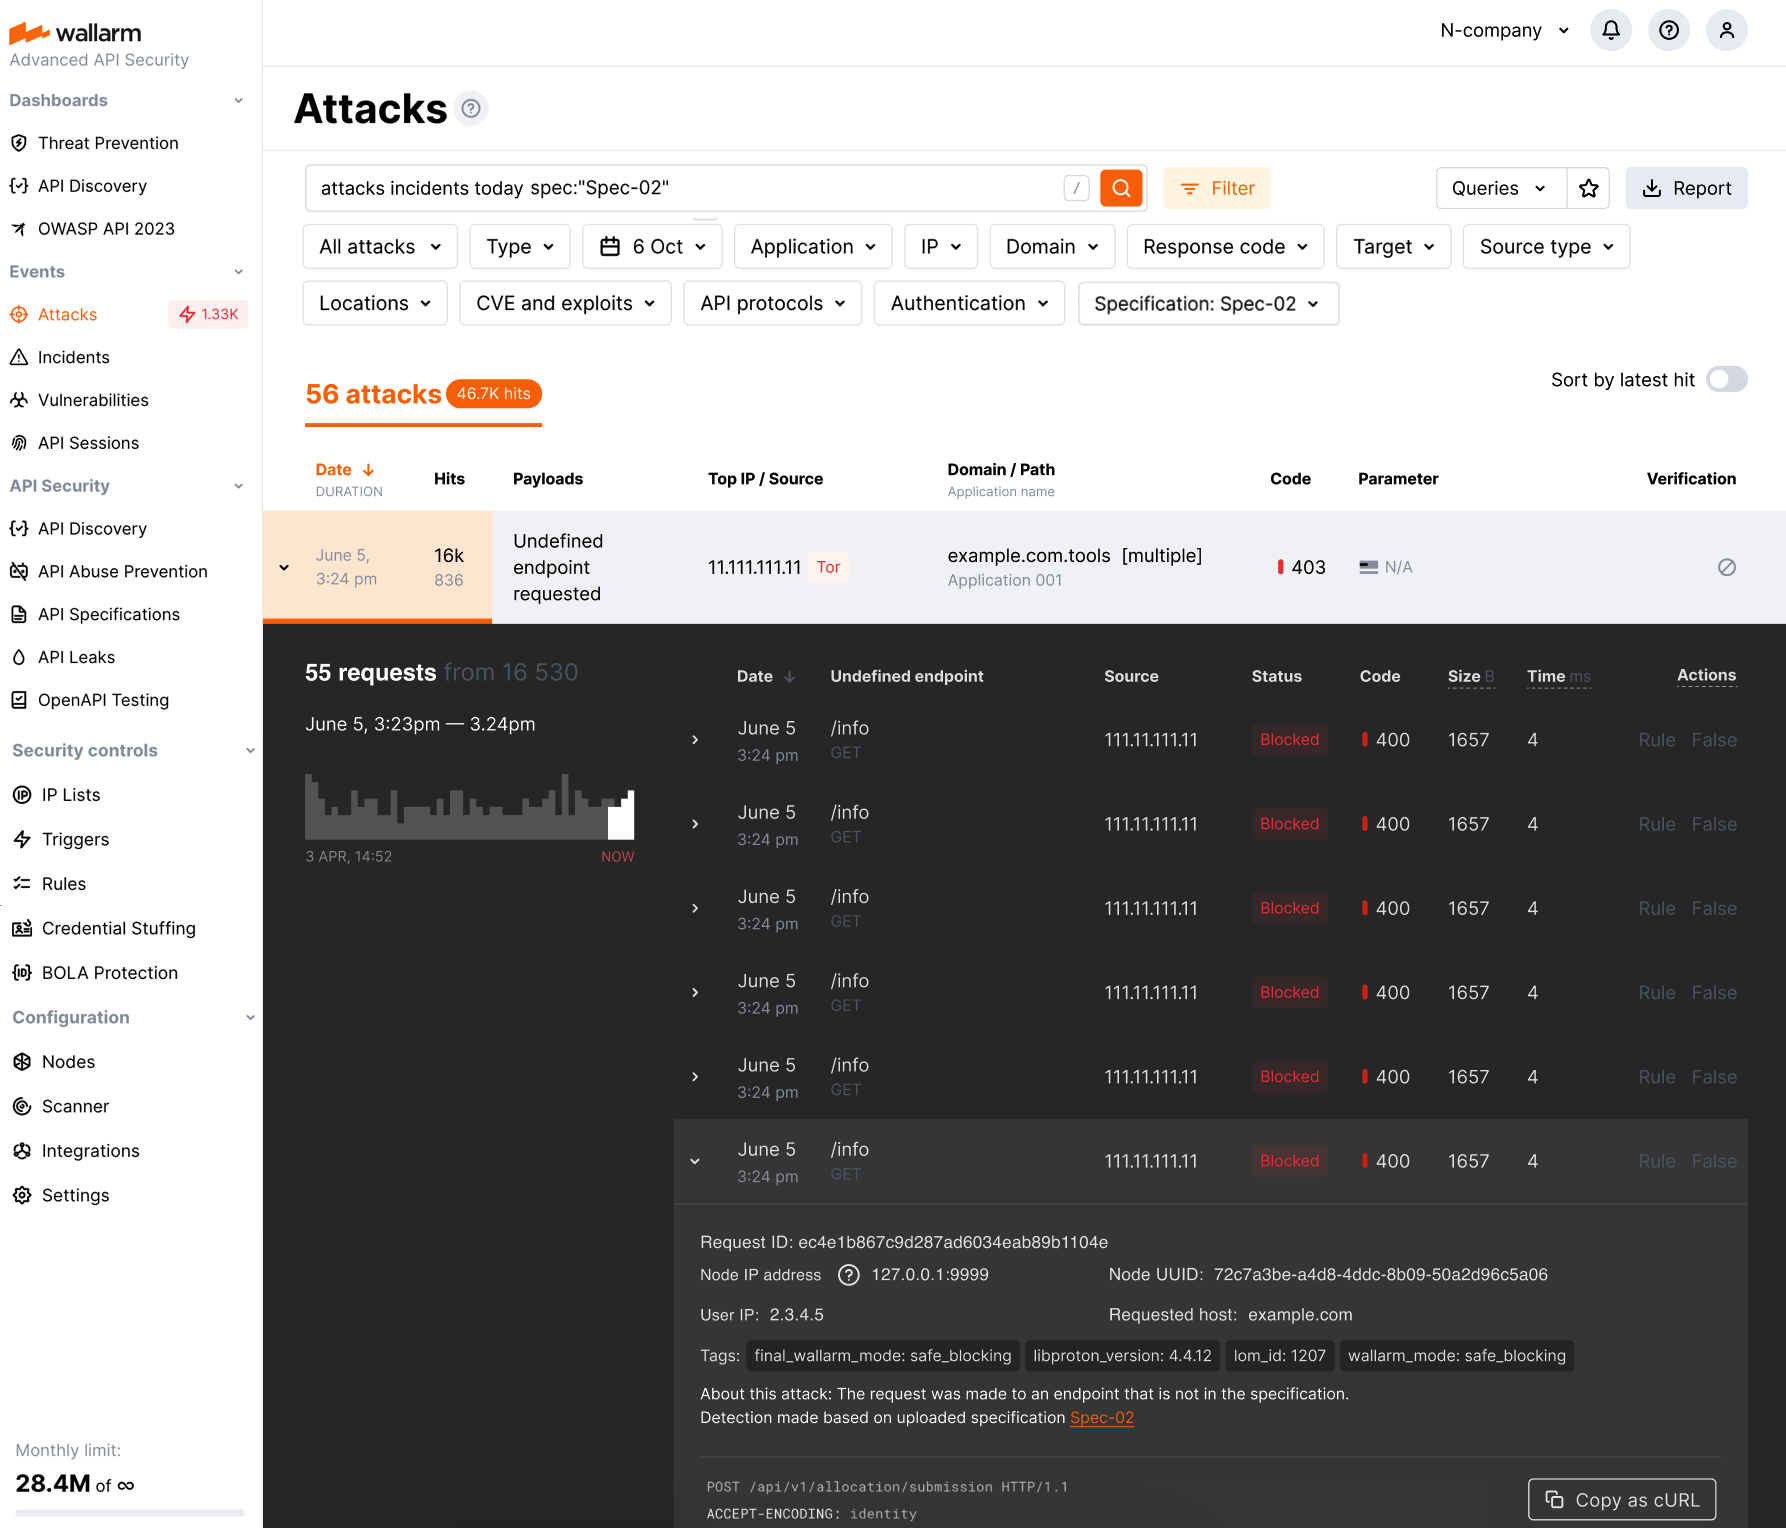 wallarm
Advanced API Security
Dashboards
Threat Prevention
API Discovery
OWASP API 2023
Events
Attacks 1.33K
Incidents
Vulnerabilities
API Sessions
API Security
API Discovery
API Abuse Prevention
API Specifications
API Leaks
OpenAPI Testing
Security controls
IP Lists
Triggers
Rules
Credential Stuffing
BOLA Protection
Configuration
Nodes
Scanner
Integrations
Settings
Monthly limit:
28.4M of ∞
N-company
Attacks
attacks incidents today spec:"Spec-02" /
Filter
Queries
Report
All attacks Type 6 Oct Application IP Domain Response code Target Source type
Locations CVE and exploits API protocols Authentication Specification: Spec-02
56 attacks 46.7K hits
Sort by latest hit
Date Hits Payloads Top IP / Source Domain / Path Code Parameter Verification
DURATION Application name
June 5, 3:24 pm
16k
836
Undefined endpoint requested
11.111.111.11 Tor
example.com.tools [multiple]
Application 001
403
N/A
55 requests from 16 530
June 5, 3:23pm — 3.24pm
3 APR, 14:52 NOW
Date Undefined endpoint Source Status Code Size B Time ms Actions
June 5 /info 111.11.111.11 Blocked 400 1657 4 Rule False
3:24 pm GET
June 5 /info 111.11.111.11 Blocked 400 1657 4 Rule False
3:24 pm GET
June 5 /info 111.11.111.11 Blocked 400 1657 4 Rule False
3:24 pm GET
June 5 /info 111.11.111.11 Blocked 400 1657 4 Rule False
3:24 pm GET
June 5 /info 111.11.111.11 Blocked 400 1657 4 Rule False
3:24 pm GET
June 5 /info 111.11.111.11 Blocked 400 1657 4 Rule False
3:24 pm GET
Request ID: ec4e1b867c9d287ad6034eab89b1104e
Node IP address 127.0.0.1:9999 Node UUID: 72c7a3be-a4d8-4ddc-8b09-50a2d96c5a06
User IP: 2.3.4.5 Requested host: example.com
Tags: final_wallarm_mode: safe_blocking libproton_version: 4.4.12 lom_id: 1207 wallarm_mode: safe_blocking
About this attack: The request was made to an endpoint that is not in the specification.
Detection made based on uploaded specification Spec-02
POST /api/v1/allocation/submission HTTP/1.1
ACCEPT-ENCODING: identity
Copy as cURL